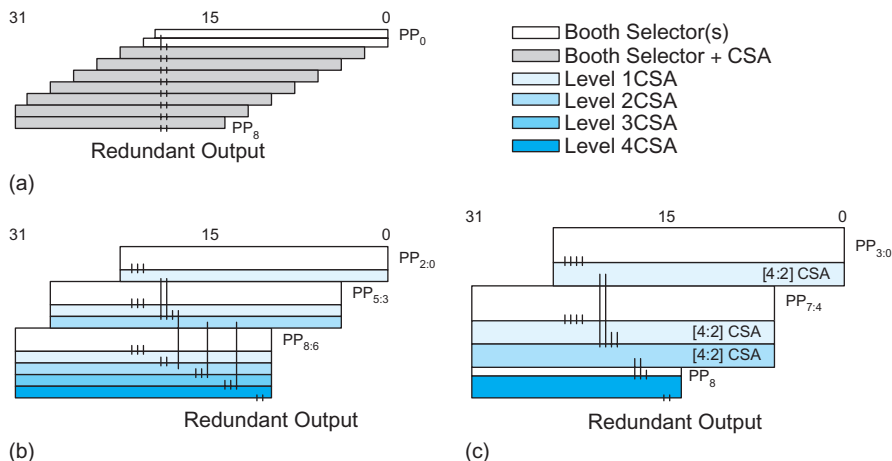 31 15 0
PP0
PP8
Redundant Output
(a)
Booth Selector(s)
Booth Selector + CSA
Level 1CSA
Level 2CSA
Level 3CSA
Level 4CSA
31 15 0
PP2:0
PP5:3
PP8:6
Redundant Output
(b)
31 15 0
PP3:0
[4:2] CSA
PP7:4
[4:2] CSA
[4:2] CSA
PP8
Redundant Output
(c)